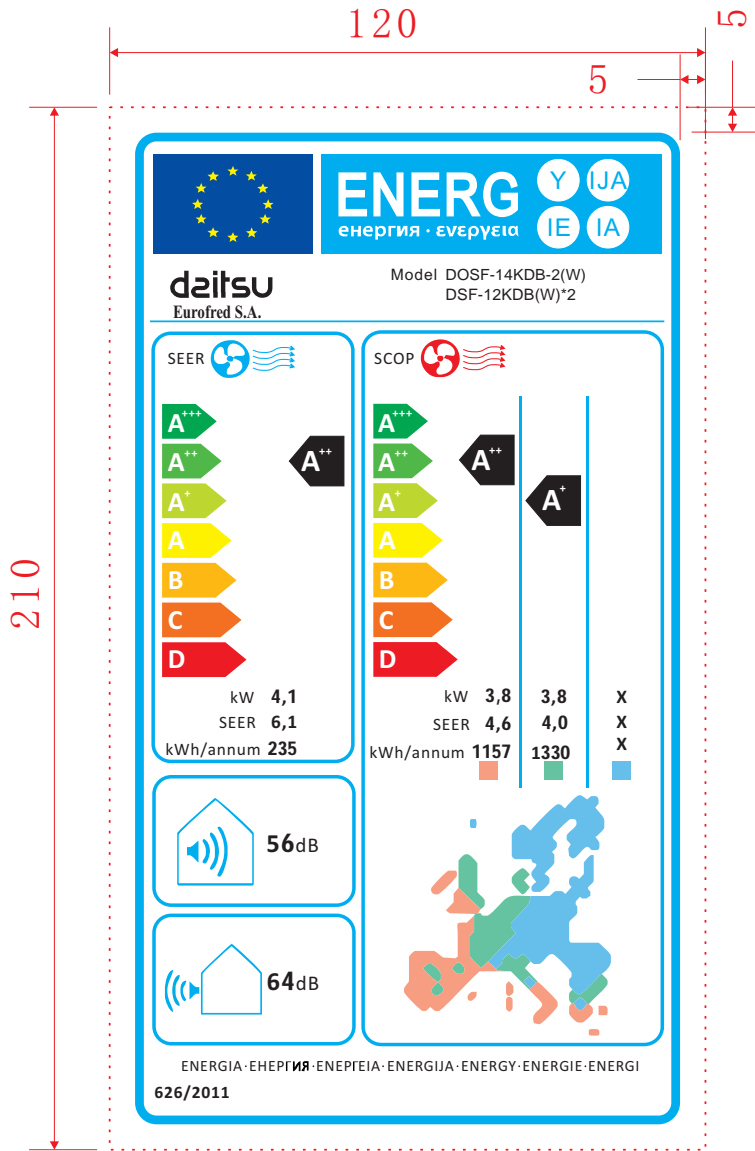 120
5
5
210
ENERG
енергия · ενεργεια
Y IJA
IE IA
daitsu
Eurofred S.A.
Model DOSF-14KDB-2(W)
DSF-12KDB(W)*2
SEER
A+++
A++
A+
A
B
C
D
A++
kW 4,1
SEER 6,1
kWh/annum 235
SCOP
A+++
A++
A+
A
B
C
D
A++
A+
kW 3,8 3,8 X
SEER 4,6 4,0 X
kWh/annum 1157 1330 X
56dB
64dB
ENERGIA·ЕНЕРГИЯ·ΕΝΕΡΓΕΙΑ·ENERGIJA·ENERGY·ENERGIE·ENERGI
626/2011